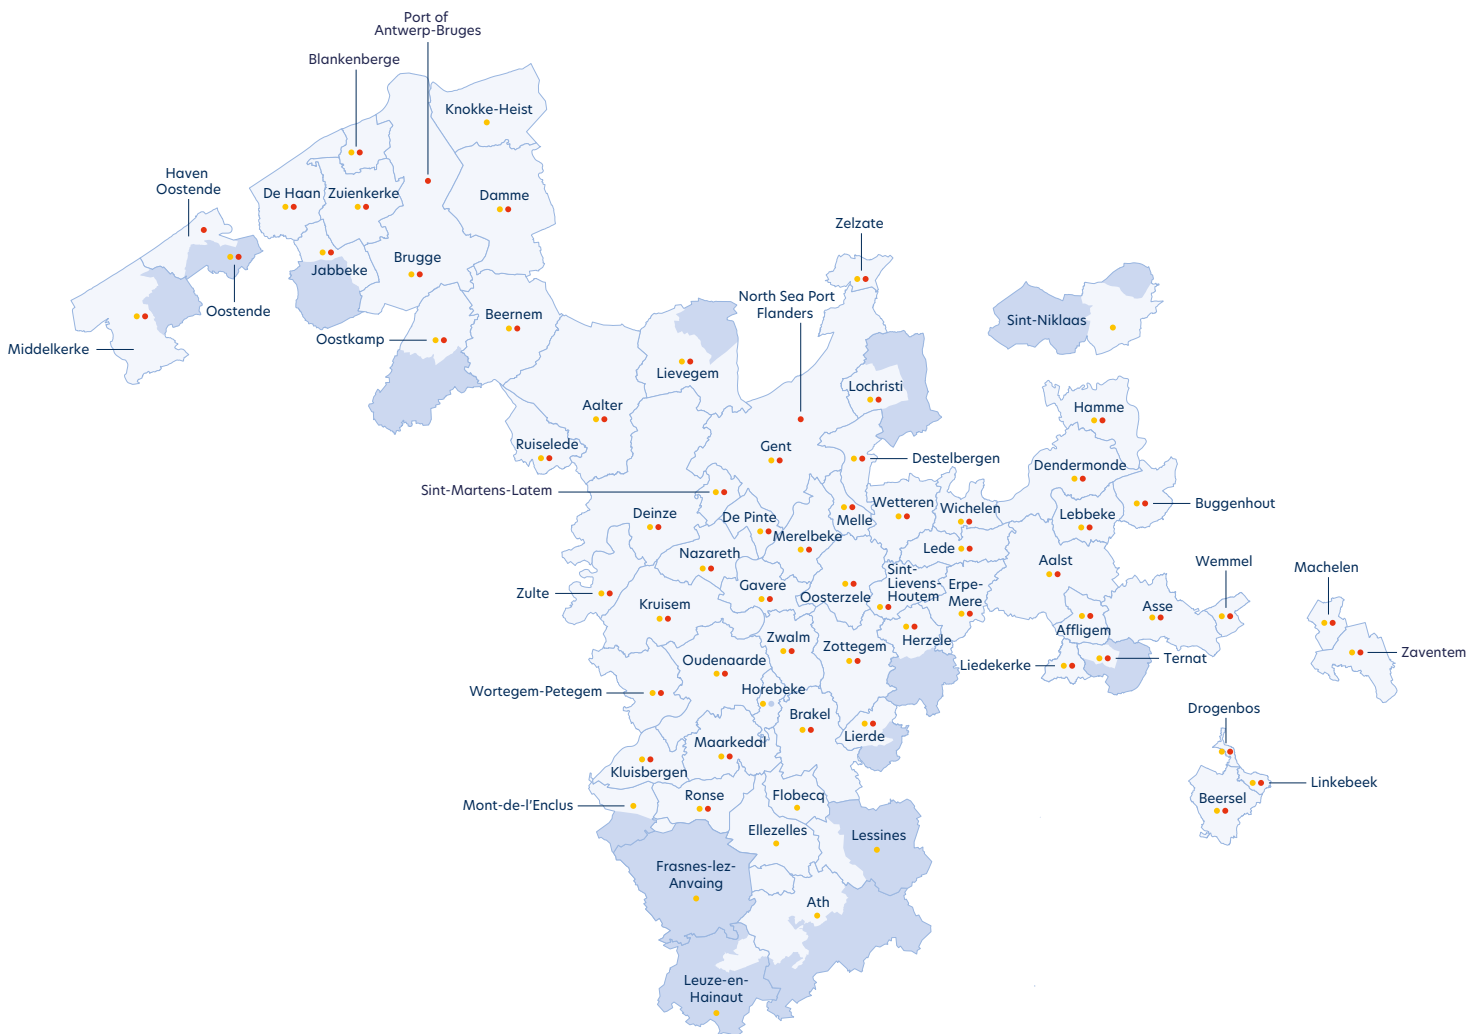 Port of
Antwerp-Bruges
Blankenberge
Knokke-Heist
Haven
Oostende
De Haan
Zuienkerke
Damme
Zelzate
Brugge
Jabbeke
North Sea Port
Flanders
Oostende
Beernem
Sint-Niklaas
Oostkamp
Middelkerke
Lievegem
Lochristi
Aalter
Hamme
Ruiselede
Gent
Destelbergen
Dendermonde
Sint-Martens-Latem
Wetteren
Wichelen
Buggenhout
Deinze
De Pinte
Melle
Lebbeke
Merelbeke
Lede
Nazareth
Aalst
Wemmel
Machelen
Sint-
Lievens-
Houtem
Zulte
Gavere
Oosterzele
Erpe-
Mere
Kruisem
Asse
Affligem
Zwalm
Zottegem
Herzele
Liedekerke
Ternat
Zaventem
Oudenaarde
Wortegem-Petegem
Horebeke
Brakel
Drogenbos
Lierde
Maarkedal
Kluisbergen
Linkebeek
Mont-de-l'Enclus
Ronse
Flobecq
Beersel
Ellezelles
Lessines
Frasnes-lez-
Anvaing
Ath
Leuze-en-
Hainaut